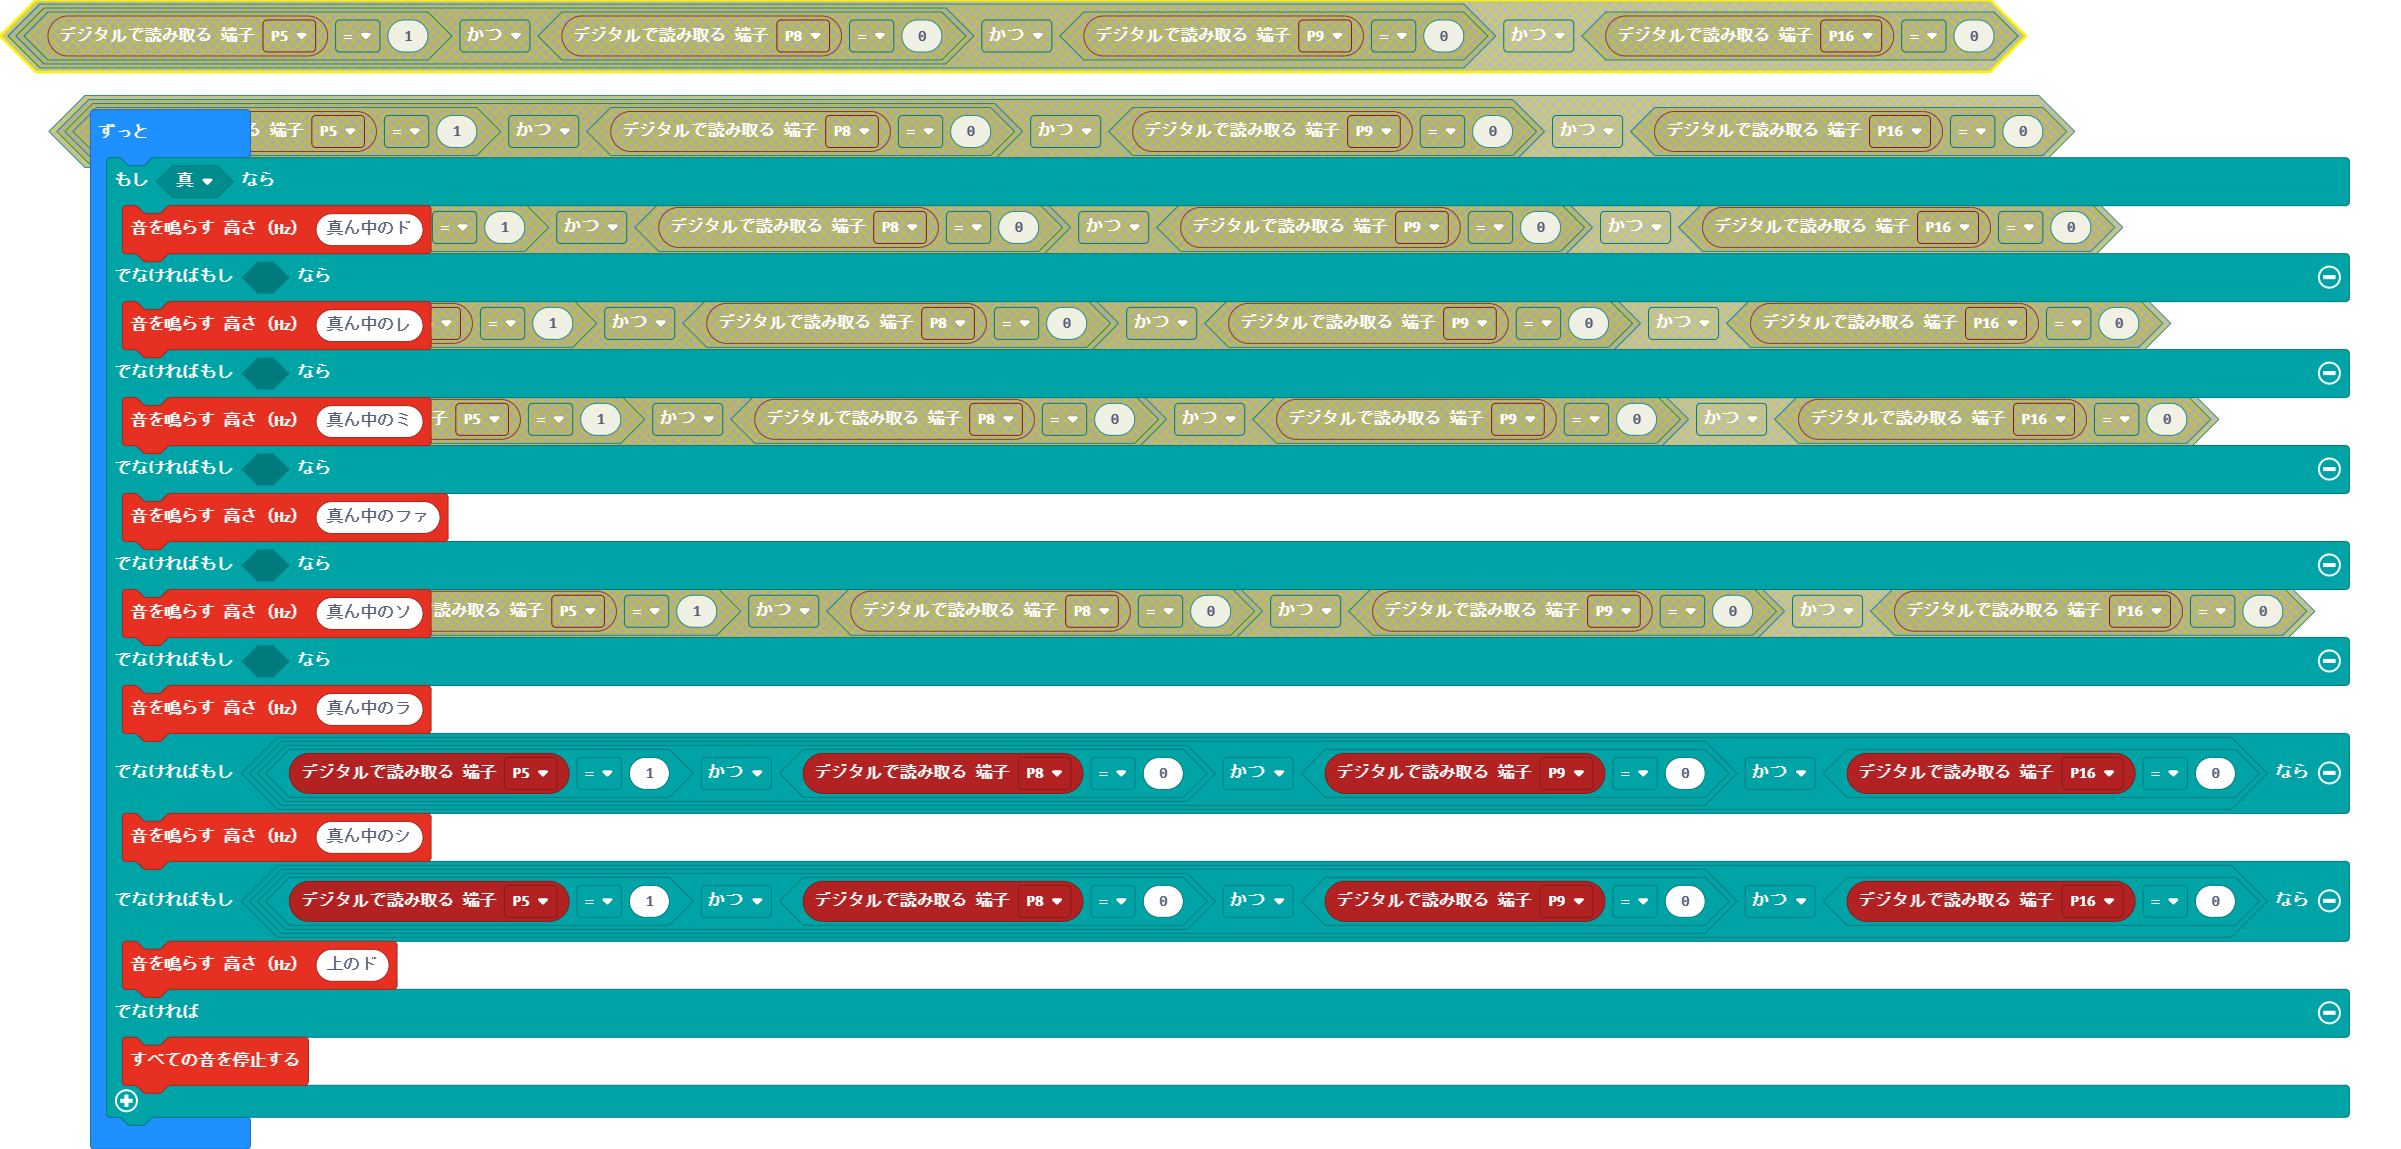 デジタルで読み取る 端子 P5 = 1 かつ デジタルで読み取る 端子 P8 = 0 かつ デジタルで読み取る 端子 P9 = 0 かつ デジタルで読み取る 端子 P16 = 0
ずっと 端子 P5 = 1 かつ デジタルで読み取る 端子 P8 = 0 かつ デジタルで読み取る 端子 P9 = 0 かつ デジタルで読み取る 端子 P16 = 0
もし 真 なら
音を鳴らす 高さ (Hz) 真ん中のド = 1 かつ デジタルで読み取る 端子 P8 = 0 かつ デジタルで読み取る 端子 P9 = 0 かつ デジタルで読み取る 端子 P16 = 0
でなければもし なら
音を鳴らす 高さ (Hz) 真ん中のレ = 1 かつ デジタルで読み取る 端子 P8 = 0 かつ デジタルで読み取る 端子 P9 = 0 かつ デジタルで読み取る 端子 P16 = 0
でなければもし なら
音を鳴らす 高さ (Hz) 真ん中のミ 子 P5 = 1 かつ デジタルで読み取る 端子 P8 = 0 かつ デジタルで読み取る 端子 P9 = 0 かつ デジタルで読み取る 端子 P16 = 0
でなければもし なら
音を鳴らす 高さ (Hz) 真ん中のファ
でなければもし なら
音を鳴らす 高さ (Hz) 真ん中のソ 読み取る 端子 P5 = 1 かつ デジタルで読み取る 端子 P8 = 0 かつ デジタルで読み取る 端子 P9 = 0 かつ デジタルで読み取る 端子 P16 = 0
でなければもし なら
音を鳴らす 高さ (Hz) 真ん中のラ
でなければもし デジタルで読み取る 端子 P5 = 1 かつ デジタルで読み取る 端子 P8 = 0 かつ デジタルで読み取る 端子 P9 = 0 かつ デジタルで読み取る 端子 P16 = 0 なら
音を鳴らす 高さ (Hz) 真ん中のシ
でなければもし デジタルで読み取る 端子 P5 = 1 かつ デジタルで読み取る 端子 P8 = 0 かつ デジタルで読み取る 端子 P9 = 0 かつ デジタルで読み取る 端子 P16 = 0 なら
音を鳴らす 高さ (Hz) 上のド
でなければ
すべての音を停止する